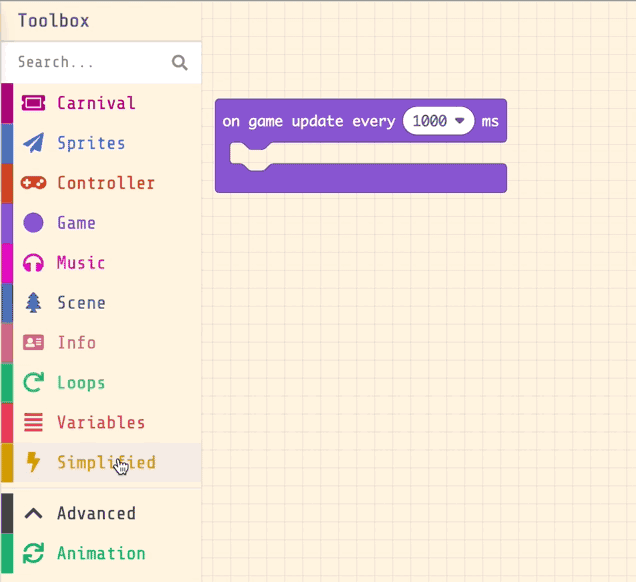 Toolbox
Search...
Carnival
Sprites
Controller
Game
Music
Scene
Info
Loops
Variables
Simplified
Advanced
Animation
on game update every 1000 ms